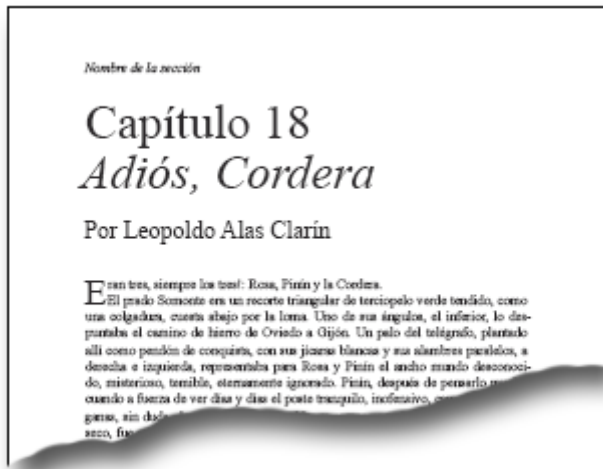 Nombre de la sección
Capítulo 18
Adiós, Cordera
Por Leopoldo Alas Clarín
Eran tres, siempre los tres!: Rosa, Pinín y la Cordera.
El prado Somonte era un recorte triangular de terciopelo verde tendido, como
una colgadura, cuesta abajo por la loma. Uno de sus ángulos, el inferior, lo des-
puntaba el camino de hierro de Oviedo a Gijón. Un palo del telégrafo, plantado
allí como pendón de conquista, con sus jícaras blancas y sus alambres paralelos, a
derecha e izquierda, representaba para Rosa y Pinín el ancho mundo desconoci-
do, misterioso, temible, eternamente ignorado. Pinín, después de pensarlo
cuando a fuerza de ver días y días el poste tranquilo, inofensivo,
ganas, sin
seco,